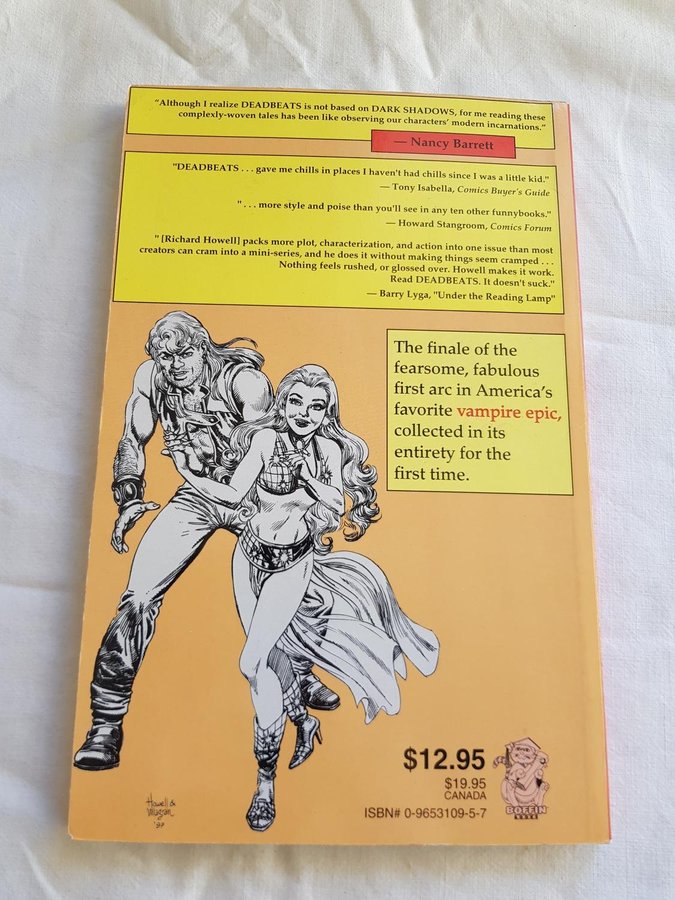 "Although I realize DEADBEATS is not based on DARK SHADOWS, for me reading these
complexly-woven tales has been like observing our characters' modern incarnations."
— Nancy Barrett
"DEADBEATS . . . gave me chills in places I haven't had chills since I was a little kid."
— Tony Isabella, Comics Buyer's Guide
" . . . more style and poise than you'll see in any ten other funnybooks."
— Howard Stangroom, Comics Forum
" [Richard Howell] packs more plot, characterization, and action into one issue than most
creators can cram into a mini-series, and he does it without making things seem cramped . . .
Nothing feels rushed, or glossed over. Howell makes it work.
Read DEADBEATS. It doesn't suck."
— Barry Lyga, "Under the Reading Lamp"
The finale of the
fearsome, fabulous
first arc in America's
favorite vampire epic,
collected in its
entirety for the
first time.
$12.95
$19.95
CANADA
ISBN# 0-9653109-5-7
BOFFIN
Howell &
Villagran
'97